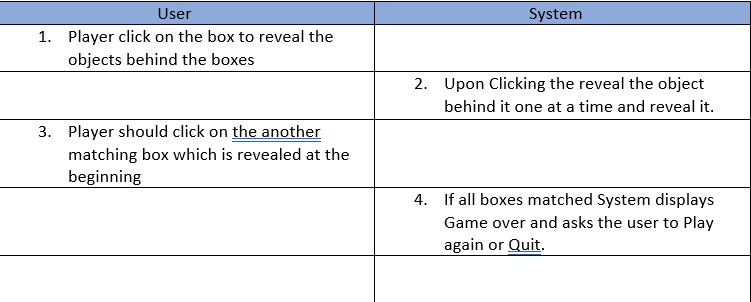 User
System
1. Player click on the box to reveal the
objects behind the boxes
2. Upon Clicking the reveal the object
behind it one at a time and reveal it.
3. Player should click on the another
matching box which is revealed at the
beginning
4. If all boxes matched System displays
Game over and asks the user to Play
again or Quit.